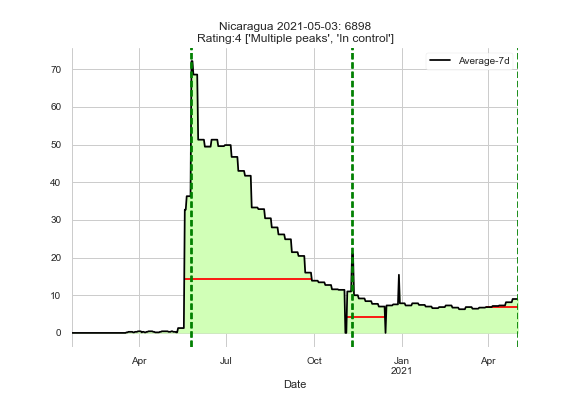 Nicaragua 2021-05-03: 6898
Rating:4 ['Multiple peaks', 'In control']
Average-7d
70
60
50
40
30
20
10
0
Apr
Jul
Oct
Jan
2021
Apr
Date